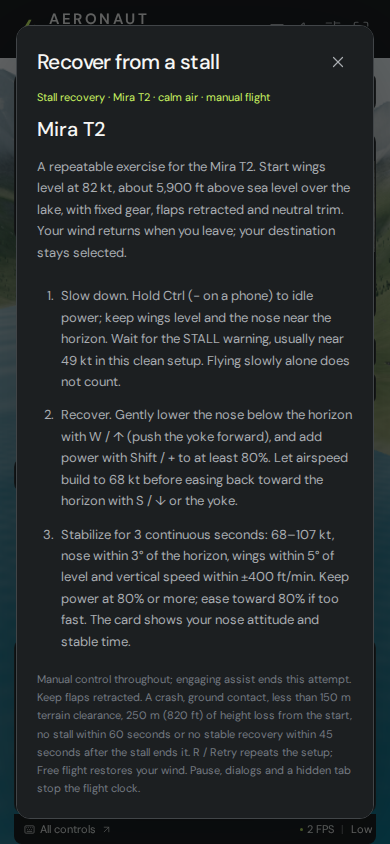 AERONAUT
Recover from a stall
Stall recovery · Mira T2 · calm air · manual flight
Mira T2
A repeatable exercise for the Mira T2. Start wings
level at 82 kt, about 5,900 ft above sea level over the
lake, with fixed gear, flaps retracted and neutral trim.
Your wind returns when you leave; your destination
stays selected.
1. Slow down. Hold Ctrl (- on a phone) to idle
power; keep wings level and the nose near the
horizon. Wait for the STALL warning, usually near
49 kt in this clean setup. Flying slowly alone does
not count.
2. Recover. Gently lower the nose below the horizon
with W / ↑ (push the yoke forward), and add
power with Shift / + to at least 80%. Let airspeed
build to 68 kt before easing back toward the
horizon with S / ↓ or the yoke.
3. Stabilize for 3 continuous seconds: 68–107 kt,
nose within 3° of the horizon, wings within 5° of
level and vertical speed within ±400 ft/min. Keep
power at 80% or more; ease toward 80% if too
fast. The card shows your nose attitude and
stable time.
Manual control throughout; engaging assist ends this attempt.
Keep flaps retracted. A crash, ground contact, less than 150 m
terrain clearance, 250 m (820 ft) of height loss from the start,
no stall within 60 seconds or no stable recovery within 45
seconds after the stall ends it. R / Retry repeats the setup;
Free flight restores your wind. Pause, dialogs and a hidden tab
stop the flight clock.
All controls ↗ • 2 FPS | Low